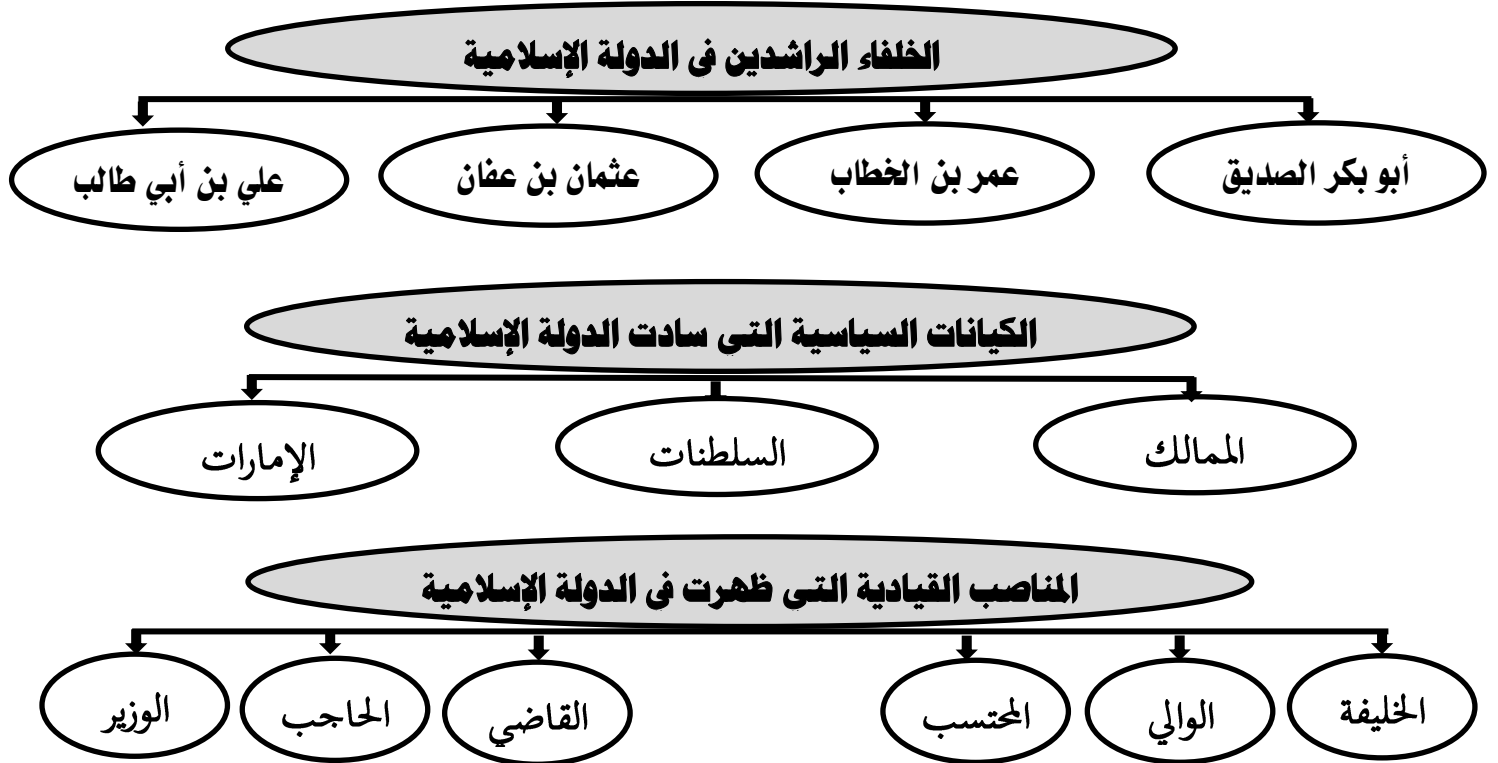 الخلفاء الراشدين فى الدولة الإسلامية
أبو بكر الصديق
عمر بن الخطاب
عثمان بن عفان
علي بن أبي طالب
الكيانات السياسية التى سادت الدولة الإسلامية
الممالك
السلطنات
الإمارات
المناصب القيادية التى ظهرت فى الدولة الإسلامية
الخليفة
الوالي
المحتسب
القاضي
الحاجب
الوزير